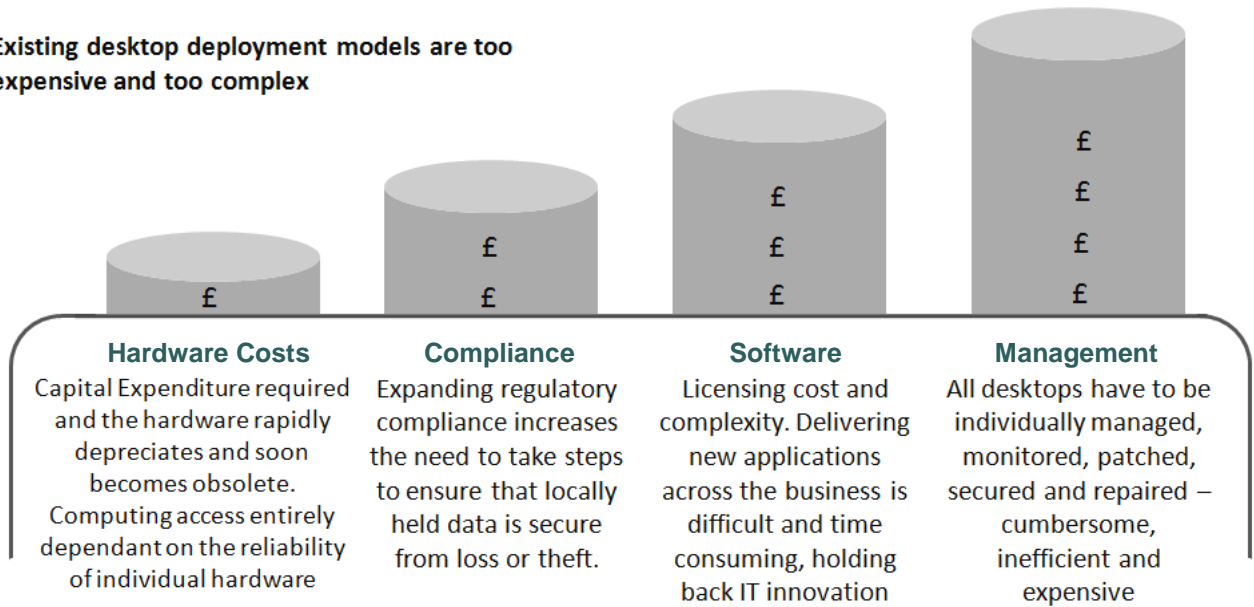 Existing desktop deployment models are too
expensive and too complex
£
£
£
£
£
£
£
£
£
£
Hardware Costs
Capital Expenditure required
and the hardware rapidly
depreciates and soon
becomes obsolete.
Computing access entirely
dependant on the reliability
of individual hardware
Compliance
Expanding regulatory
compliance increases
the need to take steps
to ensure that locally
held data is secure
from loss or theft.
Software
Licensing cost and
complexity. Delivering
new applications
across the business is
difficult and time
consuming, holding
back IT innovation
Management
All desktops have to be
individually managed,
monitored, patched,
secured and repaired –
cumbersome,
inefficient and
expensive